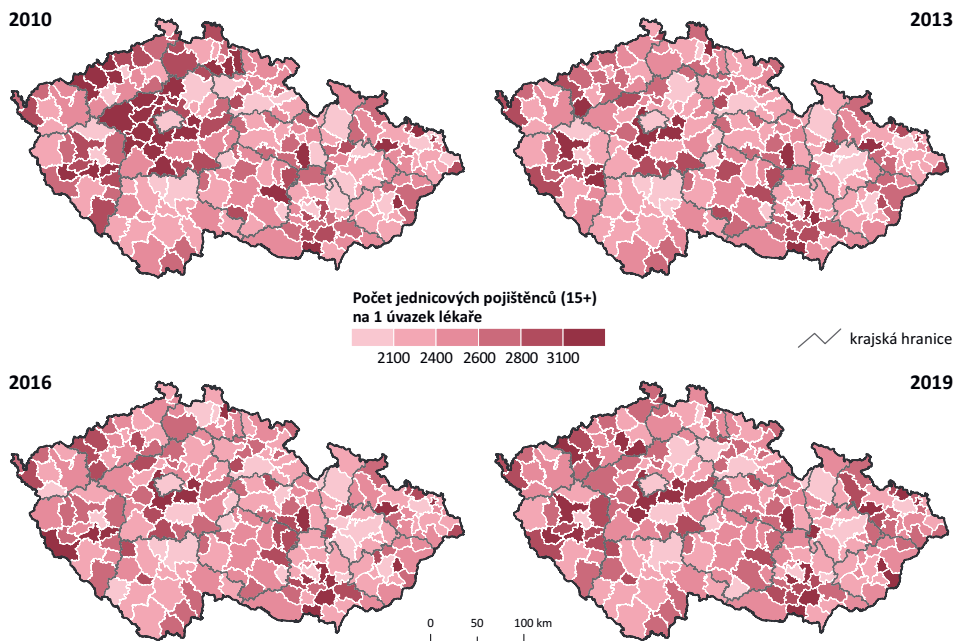 2010
2013
Počet jednicových pojištěnců (15+)
na 1 úvazek lékaře
2100 2400 2600 2800 3100
krajská hranice
2016
2019
0 50 100 km